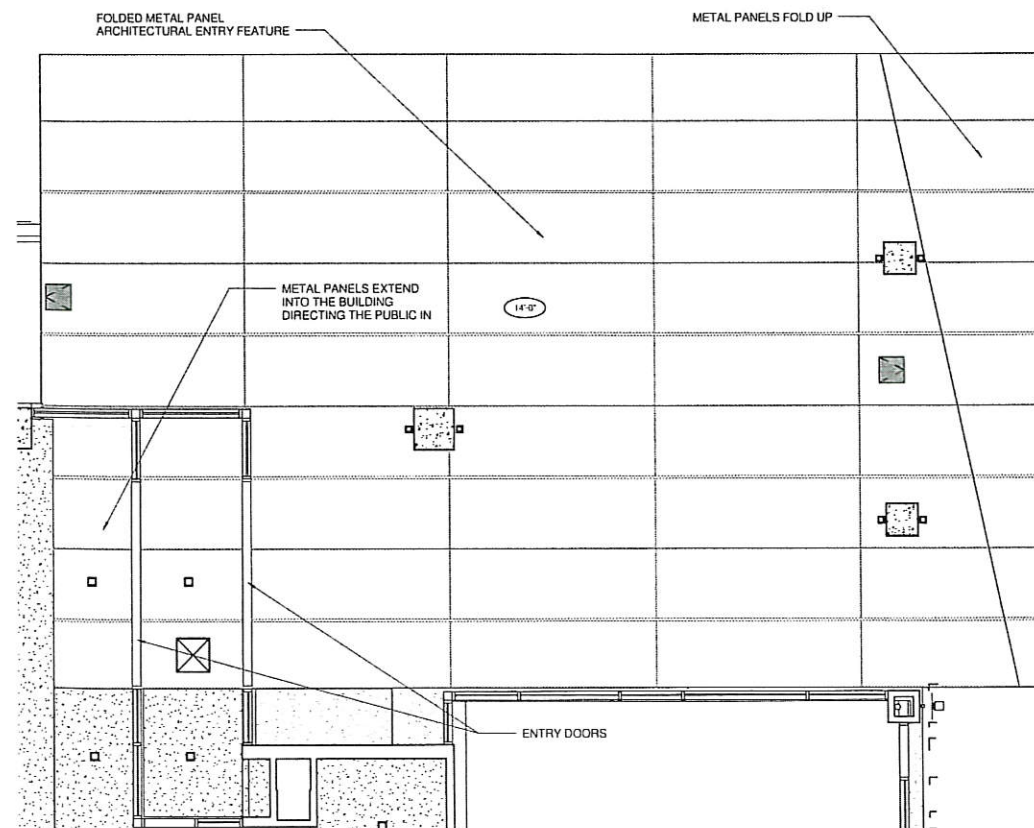 FOLDED METAL PANEL
ARCHITECTURAL ENTRY FEATURE
METAL PANELS FOLD UP
METAL PANELS EXTEND
INTO THE BUILDING
DIRECTING THE PUBLIC IN
14'-0"
ENTRY DOORS